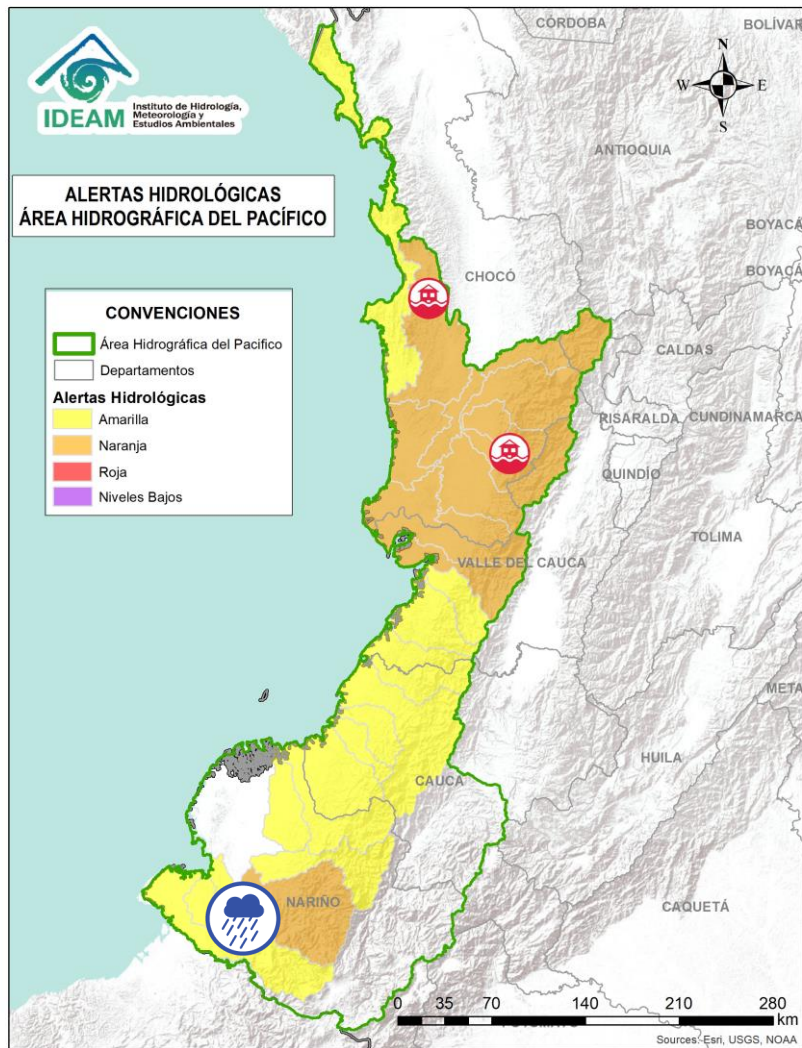 IDEAM
Instituto de Hidrología,
Meteorología y
Estudios Ambientales
ALERTAS HIDROLÓGICAS
ÁREA HIDROGRÁFICA DEL PACÍFICO
CONVENCIONES
Área Hidrográfica del Pacifico
Departamentos
Alertas Hidrológicas
Amarilla
Naranja
Roja
Niveles Bajos
N
W
E
S
CÓRDOBA
BOLÍVAR
ANTIOQUIA
BOYACÁ
BOYACÁ
CHOCÓ
CALDAS
RISARALDA
CUNDINAMARCA
QUINDÍO
TOLIMA
VALLE DEL CAUCA
META
HUILA
CAUCA
NARIÑO
CAQUETÁ
0 35 70 140 210 280
km
Sources: Esri, USGS, NOAA